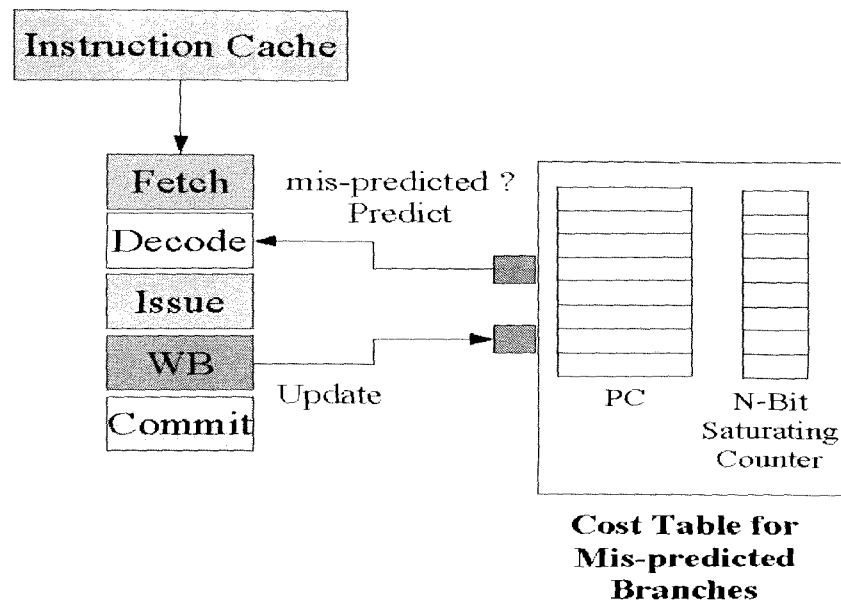 Instruction Cache
Fetch
mis-predicted ?
Predict
Decode
Issue
WB
Update
Commit
PC
N-Bit
Saturating
Counter
Cost Table for
Mis-predicted
Branches